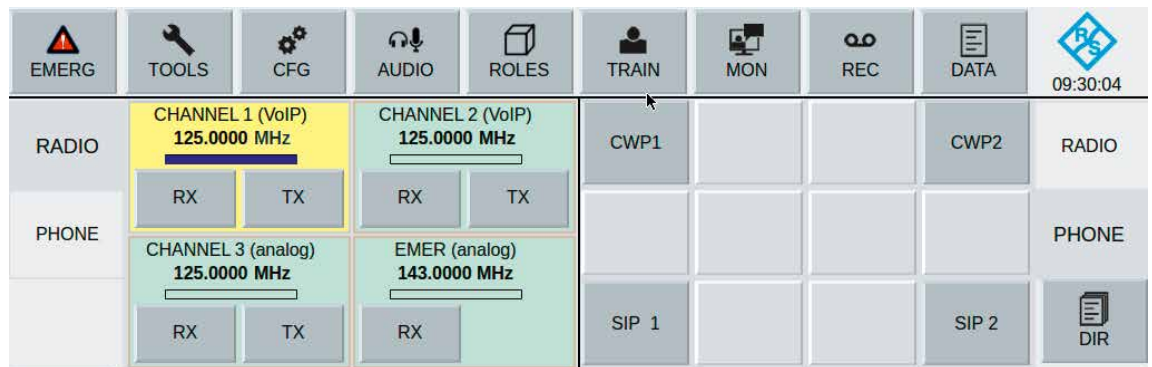 EMERG
TOOLS
CFG
AUDIO
ROLES
TRAIN
MON
REC
DATA
R/S
09:30:04
RADIO
PHONE
CHANNEL 1 (VoIP)
125.0000 MHz
RX TX
CHANNEL 2 (VoIP)
125.0000 MHz
RX TX
CHANNEL 3 (analog)
125.0000 MHz
RX TX
EMER (analog)
143.0000 MHz
RX
CWP1
CWP2
SIP 1
SIP 2
RADIO
PHONE
DIR